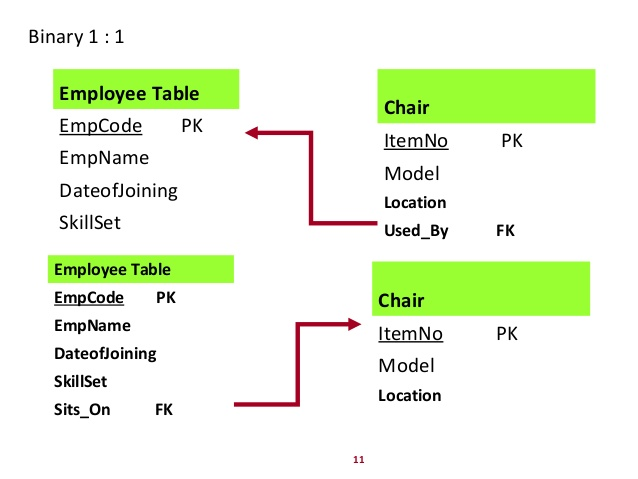 Binary 1 : 1
Employee Table
EmpCode PK
EmpName
DateofJoining
SkillSet
Chair
ItemNo PK
Model
Location
Used_By FK
Employee Table
EmpCode PK
EmpName
DateofJoining
SkillSet
Sits_On FK
Chair
ItemNo PK
Model
Location
11